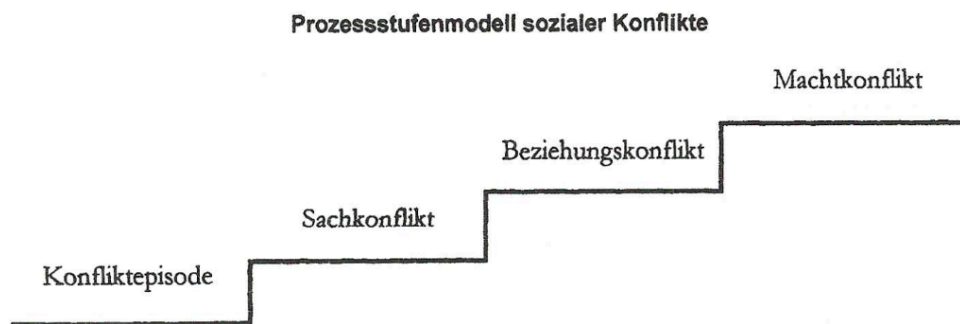 Prozessstufenmodell sozialer Konflikte
Machtkonflikt
Beziehungskonflikt
Sachkonflikt
Konfliktepisode